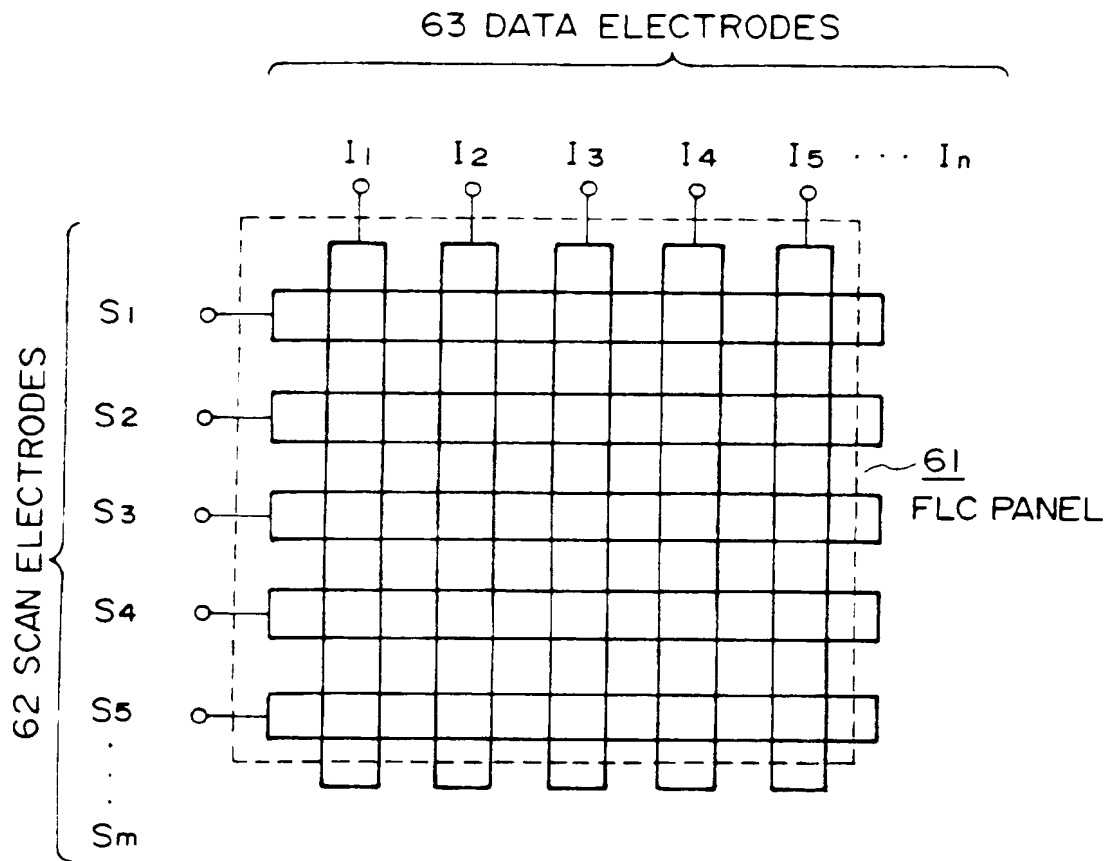 63 DATA ELECTRODES
I1 I2 I3 I4 I5 · · · · In
62 SCAN ELECTRODES
S1
S2
S3
S4
S5
·
·
·
Sm
61
FLC PANEL